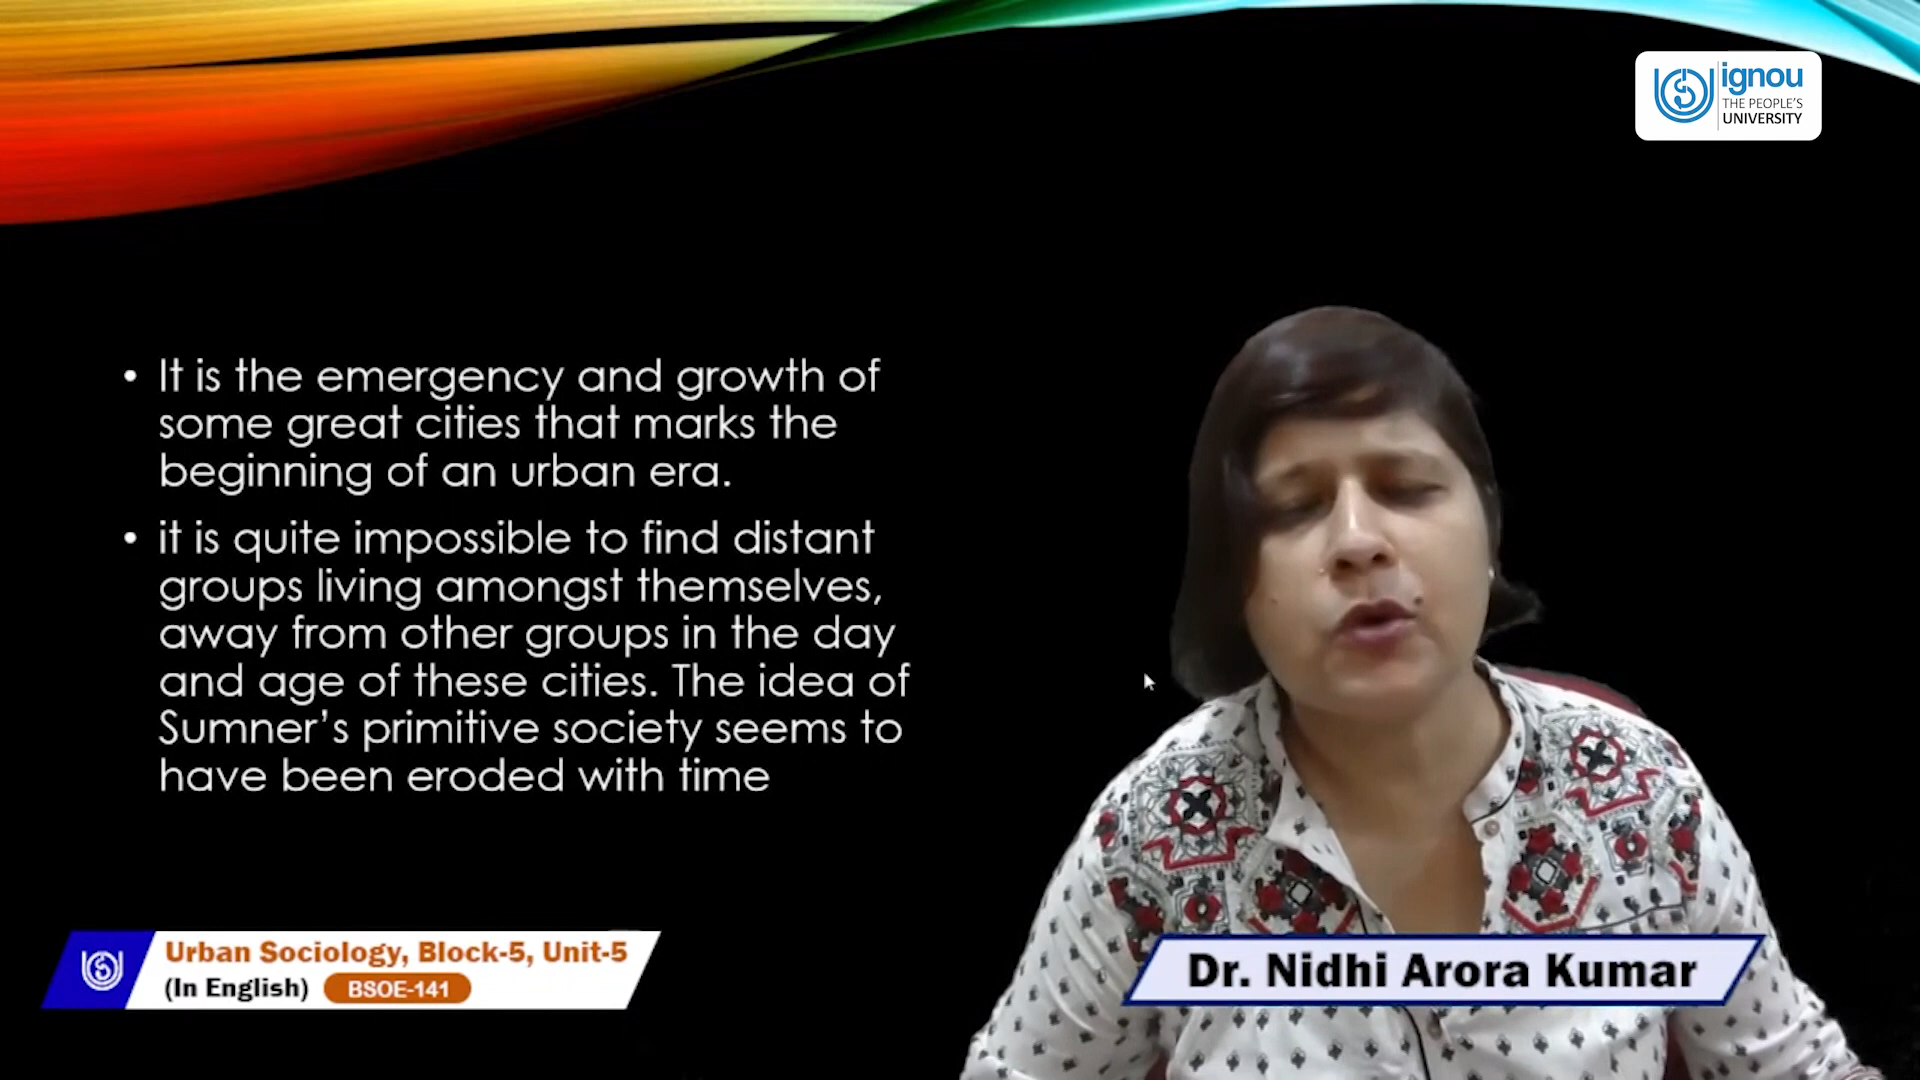 ignou
THE PEOPLE'S
UNIVERSITY
• It is the emergency and growth of
some great cities that marks the
beginning of an urban era.
• it is quite impossible to find distant
groups living amongst themselves,
away from other groups in the day
and age of these cities. The idea of
Sumner's primitive society seems to
have been eroded with time
Urban Sociology, Block-5, Unit-5
(In English) BSOE-141
Dr. Nidhi Arora Kumar